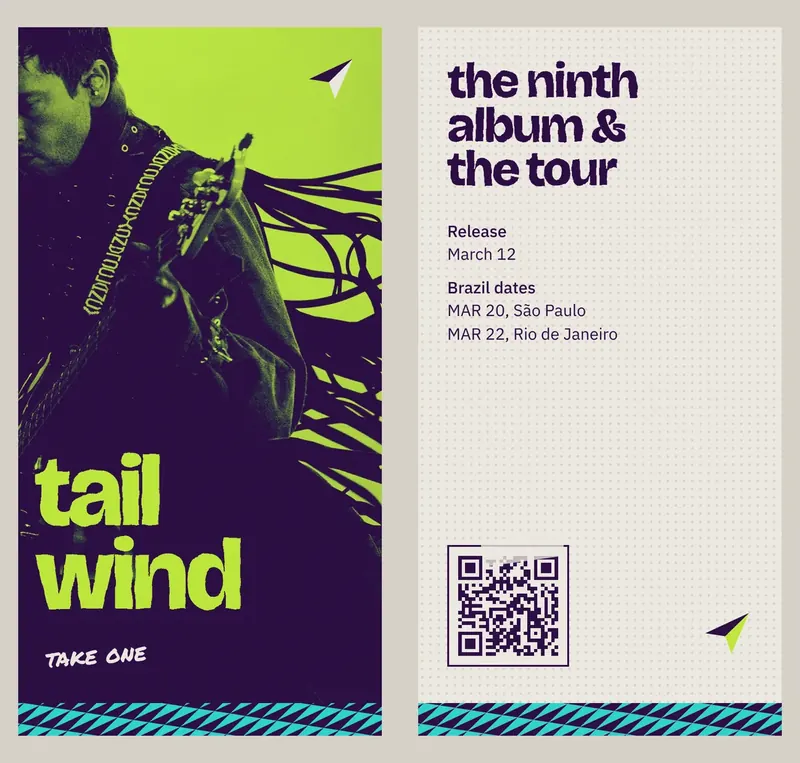 tail
wind
TAKE ONE
the ninth
album &
the tour
Release
March 12
Brazil dates
MAR 20, São Paulo
MAR 22, Rio de Janeiro